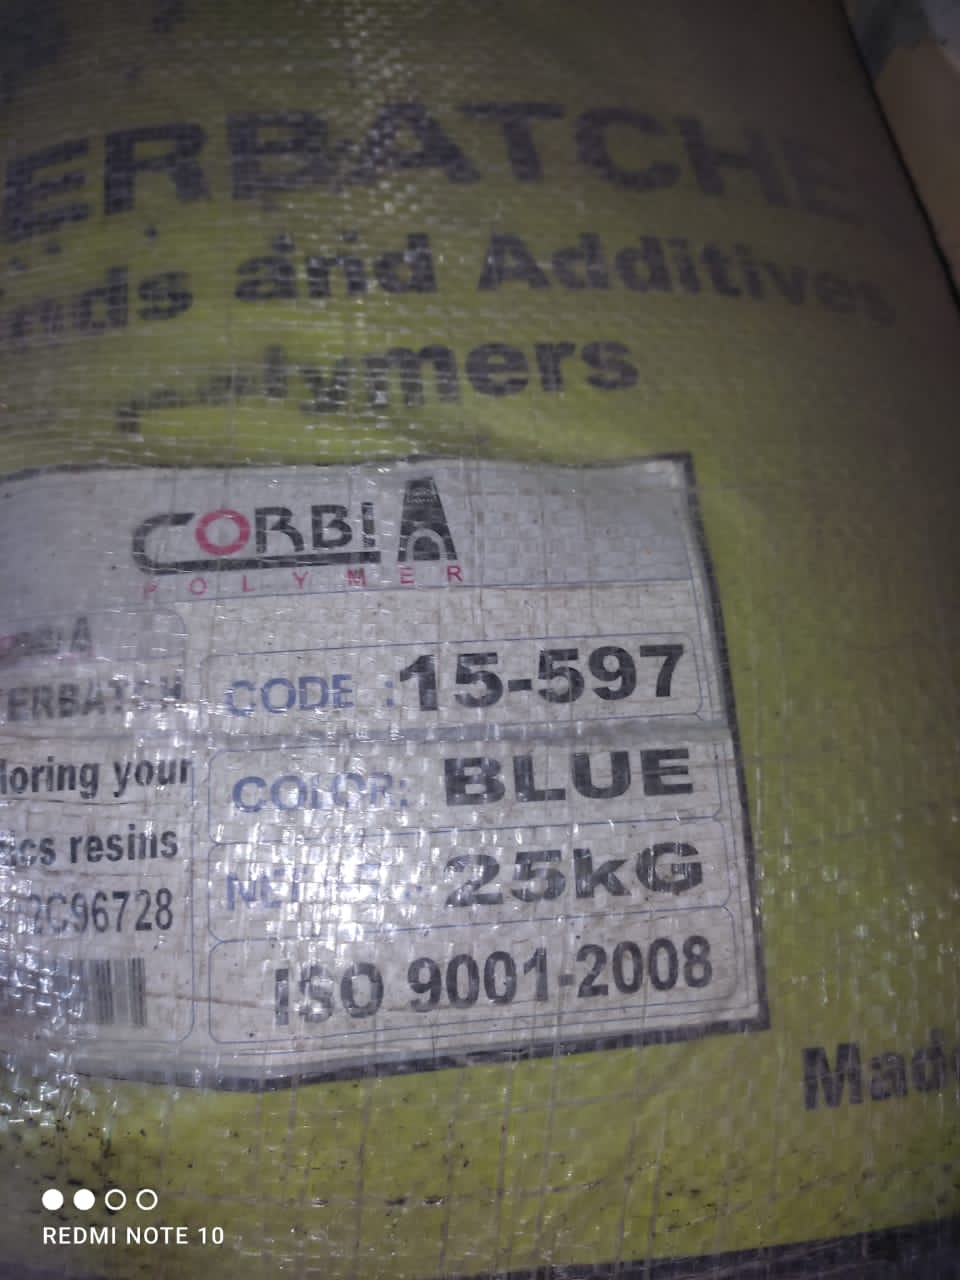 ERBATCHE
nds and Additives
lymers
CORBIA
POLYMER
CODE : 15-597
ERBATCH
COLOR: BLUE
loring your
25kG
cs resins
C96728
ISO 9001-2008
Made
REDMI NOTE 10